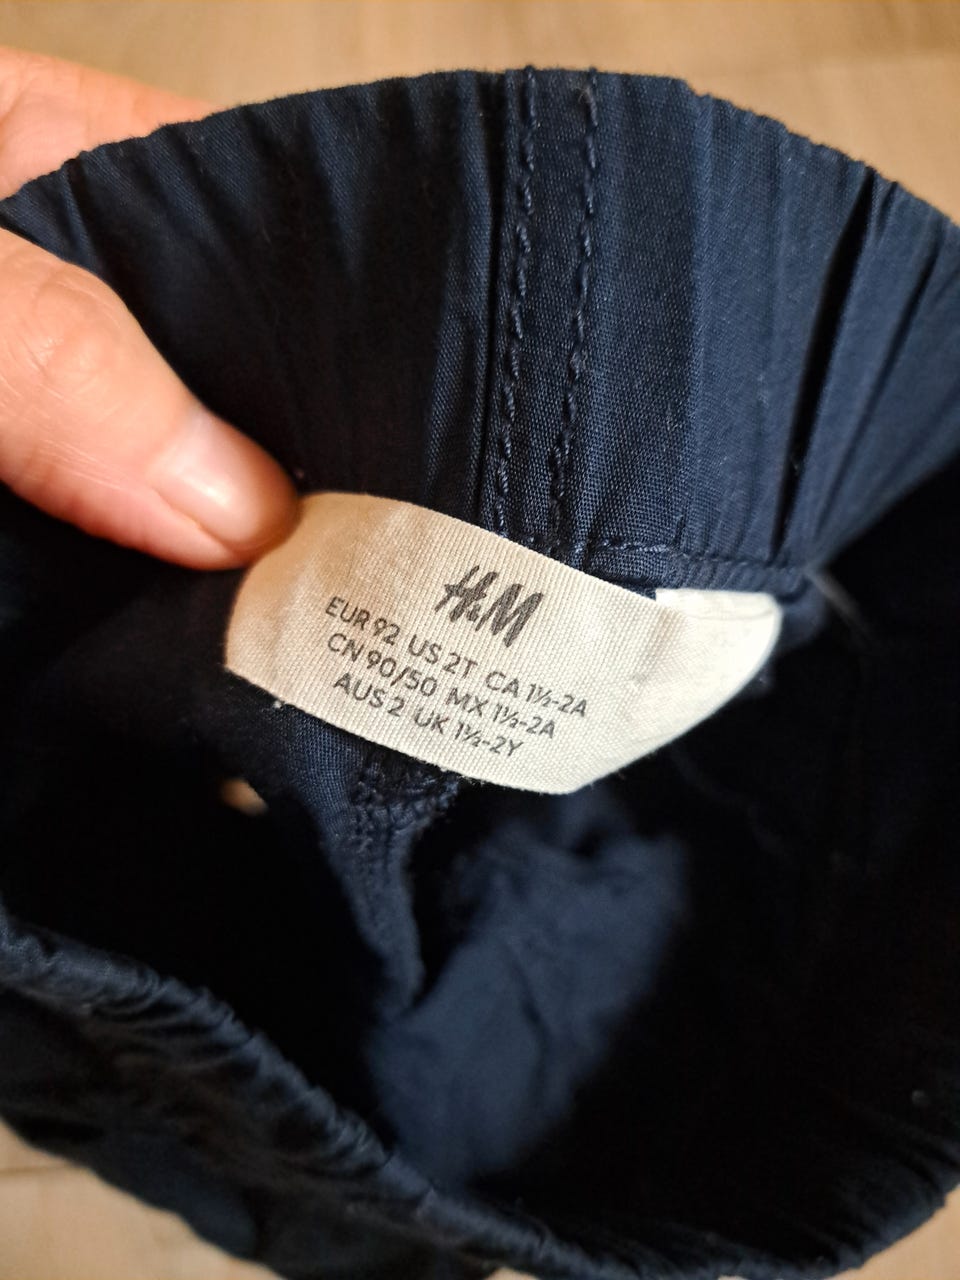 H&M
EUR 92 US 2T CA 1½-2A
CN 90/50 MX 1½-2A
AUS 2 UK 1½-2Y